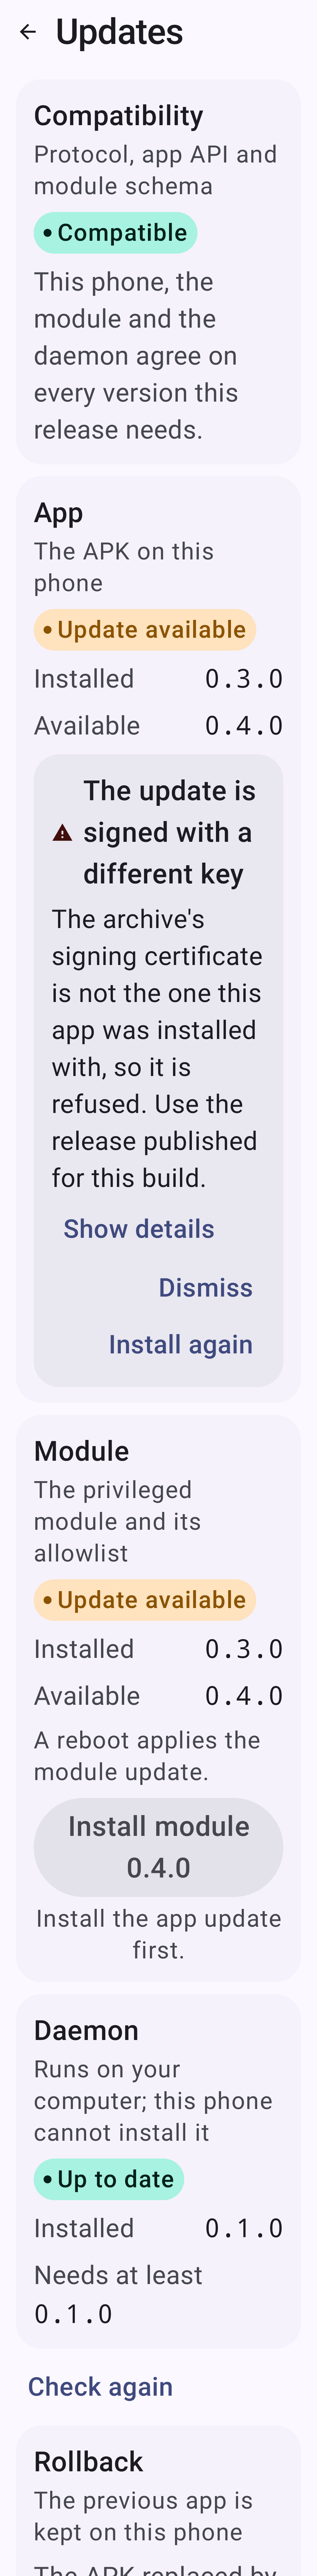 Updates
Compatibility
Protocol, app API and
module schema
• Compatible
This phone, the
module and the
daemon agree on
every version this
release needs.
App
The APK on this
phone
• Update available
Installed 0.3.0
Available 0.4.0
The update is
signed with a
different key
The archive's
signing certificate
is not the one this
app was installed
with, so it is
refused. Use the
release published
for this build.
Show details
Dismiss
Install again
Module
The privileged
module and its
allowlist
• Update available
Installed 0.3.0
Available 0.4.0
A reboot applies the
module update.
Install module
0.4.0
Install the app update
first.
Daemon
Runs on your
computer; this phone
cannot install it
• Up to date
Installed 0.1.0
Needs at least
0.1.0
Check again
Rollback
The previous app is
kept on this phone
The APK replaced by